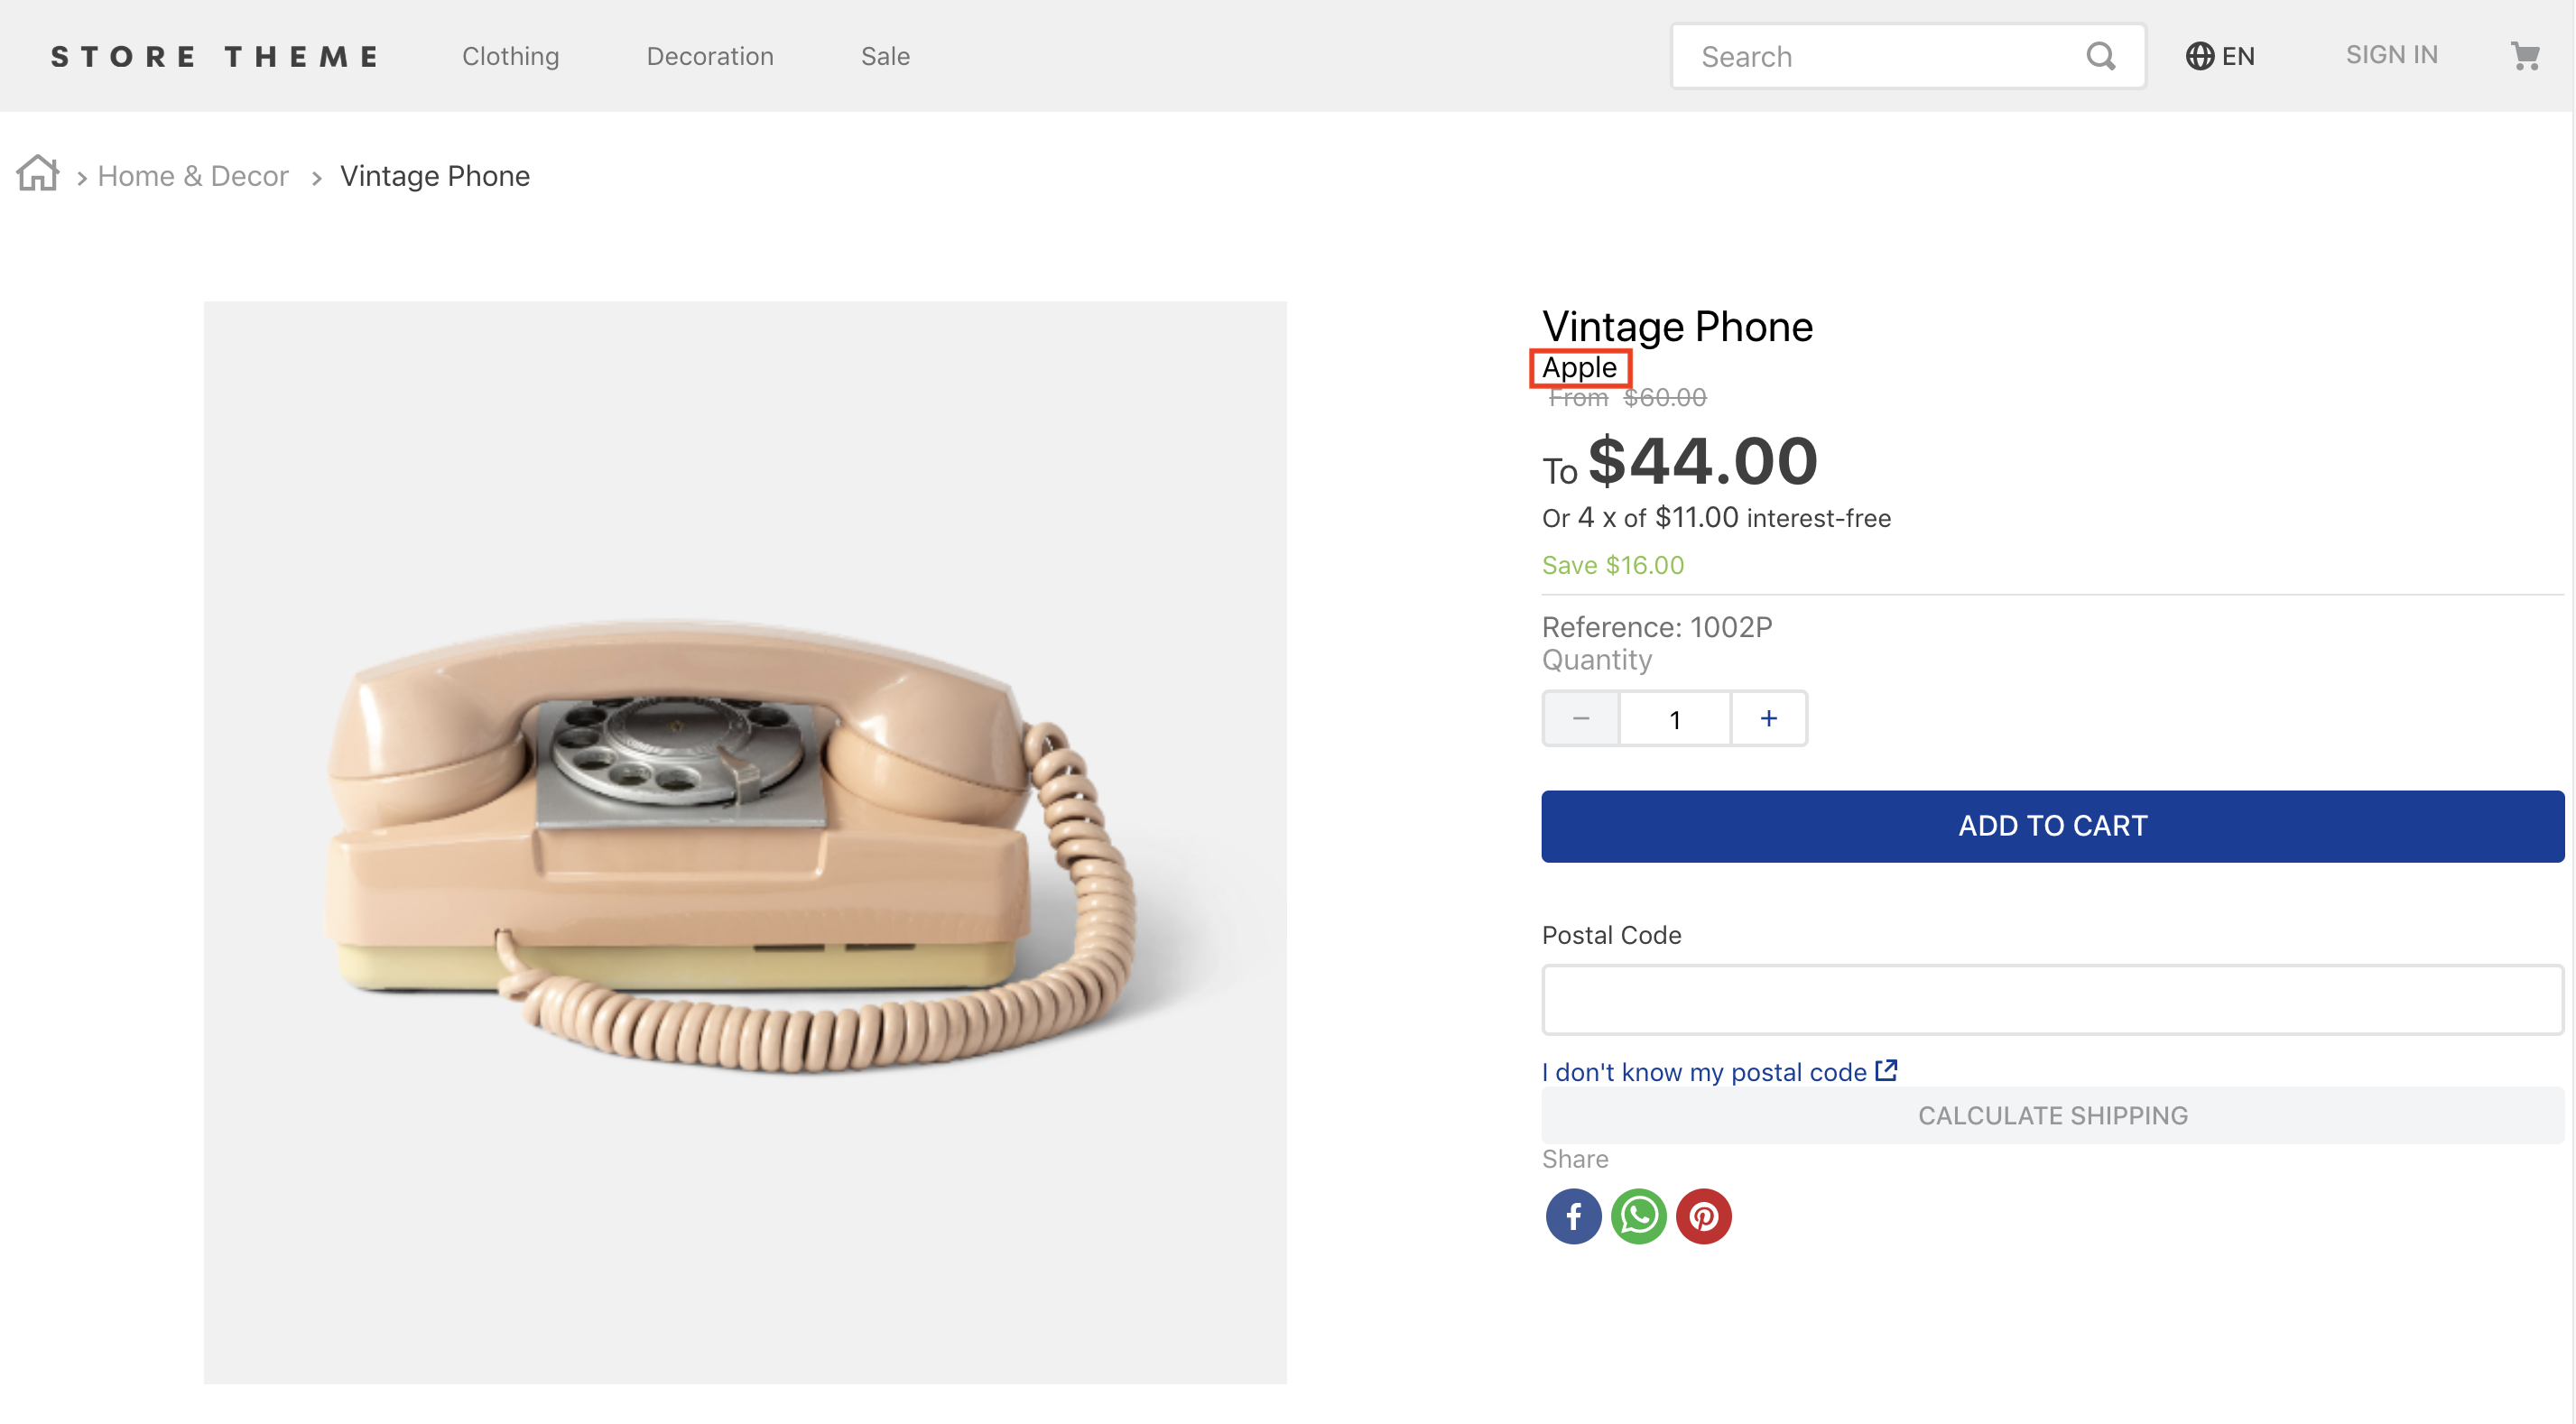 STORE THEME Clothing Decoration Sale Search EN SIGN IN
Home & Decor Vintage Phone
Vintage Phone
Apple
From $60.00
To $44.00
Or 4 x of $11.00 interest-free
Save $16.00
Reference: 1002P
Quantity
1
ADD TO CART
Postal Code
I don't know my postal code
CALCULATE SHIPPING
Share